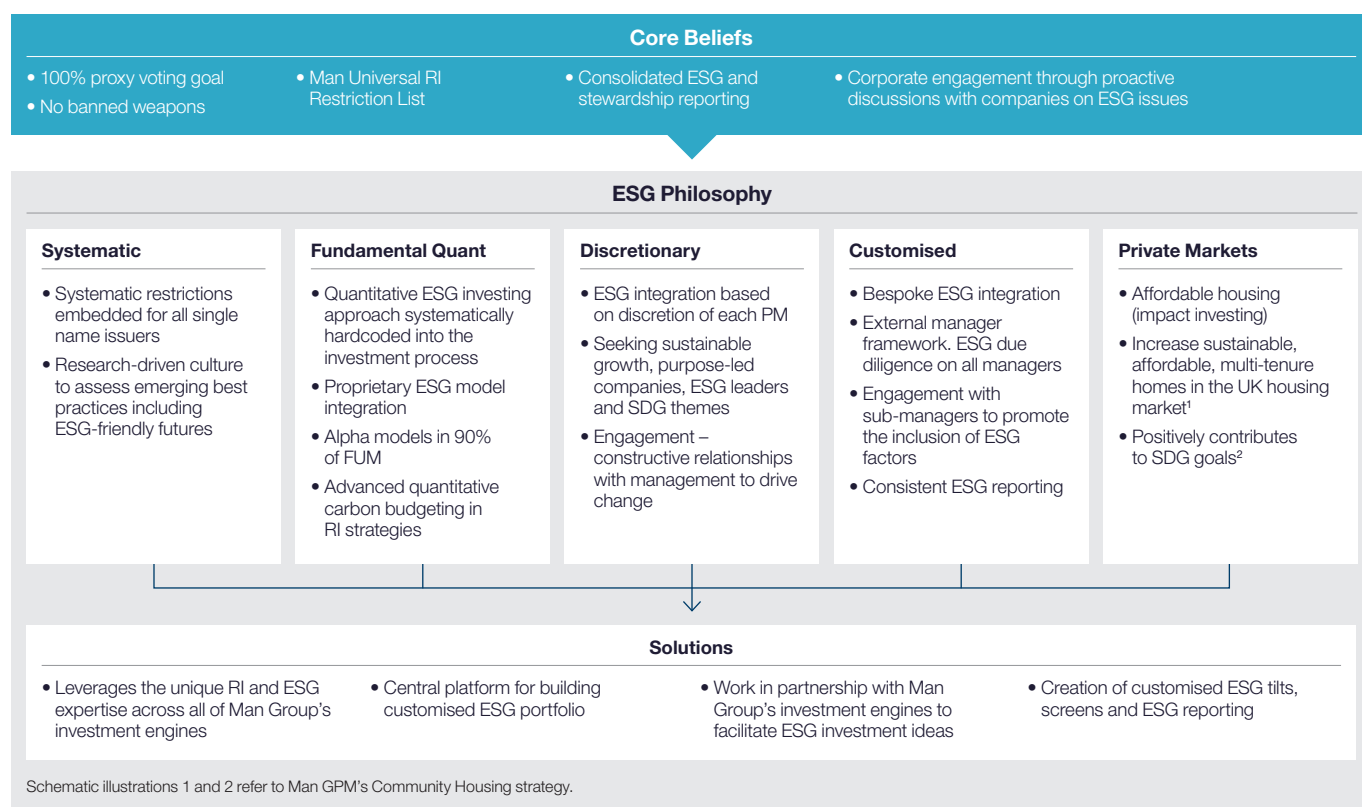 Core Beliefs
• 100% proxy voting goal
• No banned weapons
• Man Universal RI
Restriction List
• Consolidated ESG and
stewardship reporting
• Corporate engagement through proactive
discussions with companies on ESG issues
ESG Philosophy
Systematic
• Systematic restrictions
embedded for all single
name issuers
• Research-driven culture
to assess emerging best
practices including
ESG-friendly futures
Fundamental Quant
• Quantitative ESG investing
approach systematically
hardcoded into the
investment process
• Proprietary ESG model
integration
• Alpha models in 90%
of FUM
• Advanced quantitative
carbon budgeting in
RI strategies
Discretionary
• ESG integration based
on discretion of each PM
• Seeking sustainable
growth, purpose-led
companies, ESG leaders
and SDG themes
• Engagement –
constructive relationships
with management to drive
change
Customised
• Bespoke ESG integration
• External manager
framework. ESG due
diligence on all managers
• Engagement with
sub-managers to promote
the inclusion of ESG
factors
• Consistent ESG reporting
Private Markets
• Affordable housing
(impact investing)
• Increase sustainable,
affordable, multi-tenure
homes in the UK housing
market¹
• Positively contributes
to SDG goals²
Solutions
• Leverages the unique RI and ESG
expertise across all of Man Group's
investment engines
• Central platform for building
customised ESG portfolio
• Work in partnership with Man
Group's investment engines to
facilitate ESG investment ideas
• Creation of customised ESG tilts,
screens and ESG reporting
Schematic illustrations 1 and 2 refer to Man GPM's Community Housing strategy.